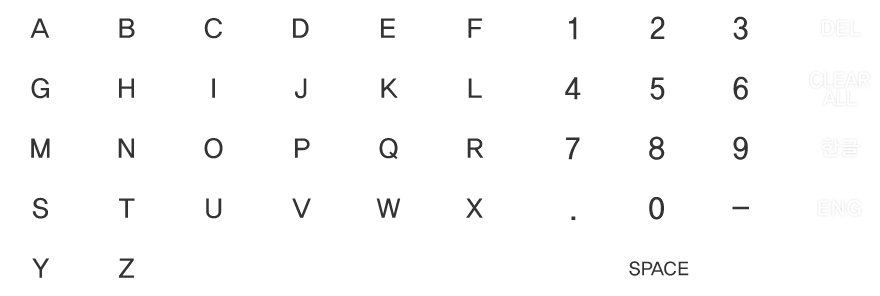 A B C D E F 1 2 3 DEL
G H I J K L 4 5 6 CLEAR ALL
M N O P Q R 7 8 9 한글
S T U V W X . 0 – ENG
Y Z SPACE